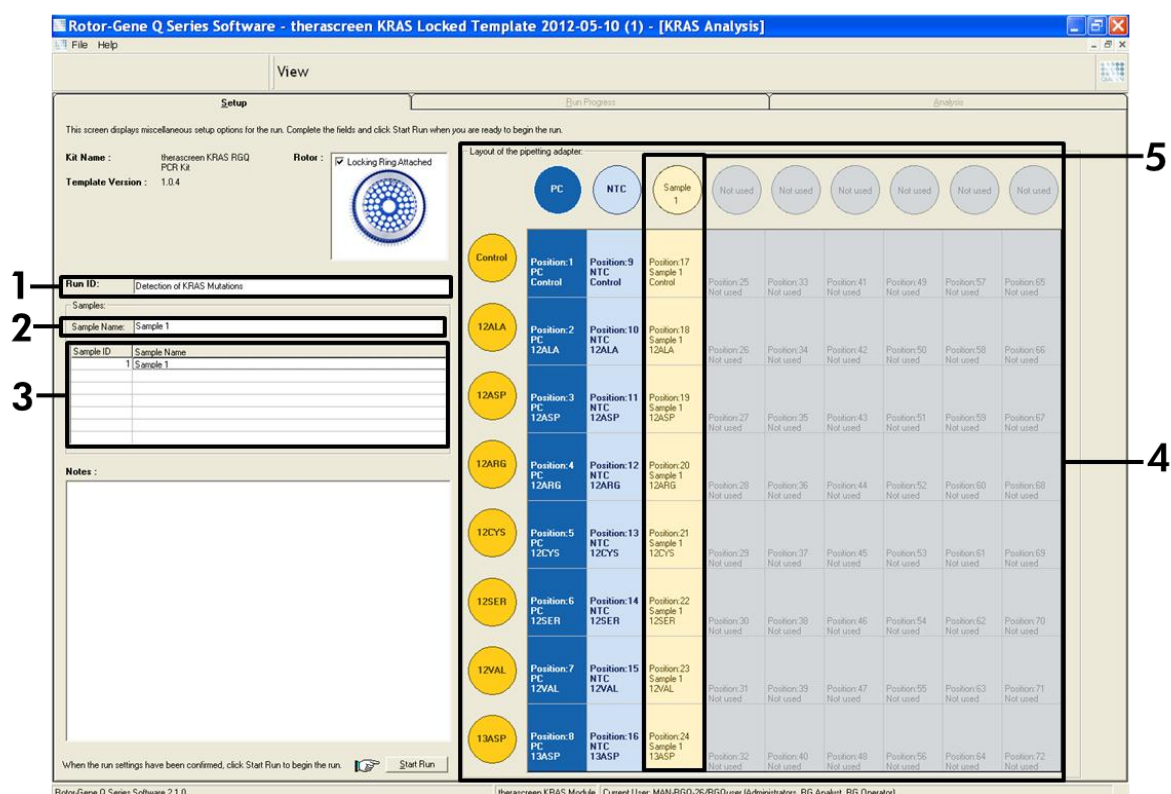 Rotor-Gene Q Series Software - therascreen KRAS Locked Template 2012-05-10 (1) - [KRAS Analysis]
File Help
View
Setup
Run Progress
Analysis
This screen displays miscellaneous setup options for the run. Complete the fields and click Start Run when you are ready to begin the run.
Kit Name : therascreen KRAS RGQ
PCR Kit
Template Version : 1.0.4
Rotor :
Locking Ring Attached
1
Run ID: Detection of KRAS Mutations
Samples:
2
Sample Name: Sample 1
3
Sample ID Sample Name
1 Sample 1
Notes :
When the run settings have been confirmed, click Start Run to begin the run.
Start Run
Layout of the pipetting adapter:
5
4
PC NTC Sample 1 Not used Not used Not used Not used Not used Not used
Control
Position:1 Position:9 Position:17
PC NTC Sample 1
Control Control Control
Position:25 Position:33 Position:41 Position:49 Position:57 Position:65
Not used Not used Not used Not used Not used Not used
12ALA
Position:2 Position:10 Position:18
PC NTC Sample 1
12ALA 12ALA 12ALA
Position:26 Position:34 Position:42 Position:50 Position:58 Position:66
Not used Not used Not used Not used Not used Not used
12ASP
Position:3 Position:11 Position:19
PC NTC Sample 1
12ASP 12ASP 12ASP
Position:27 Position:35 Position:43 Position:51 Position:59 Position:67
Not used Not used Not used Not used Not used Not used
12ARG
Position:4 Position:12 Position:20
PC NTC Sample 1
12ARG 12ARG 12ARG
Position:28 Position:36 Position:44 Position:52 Position:60 Position:68
Not used Not used Not used Not used Not used Not used
12CYS
Position:5 Position:13 Position:21
PC NTC Sample 1
12CYS 12CYS 12CYS
Position:29 Position:37 Position:45 Position:53 Position:61 Position:69
Not used Not used Not used Not used Not used Not used
12SER
Position:6 Position:14 Position:22
PC NTC Sample 1
12SER 12SER 12SER
Position:30 Position:38 Position:46 Position:54 Position:62 Position:70
Not used Not used Not used Not used Not used Not used
12VAL
Position:7 Position:15 Position:23
PC NTC Sample 1
12VAL 12VAL 12VAL
Position:31 Position:39 Position:47 Position:55 Position:63 Position:71
Not used Not used Not used Not used Not used Not used
13ASP
Position:8 Position:16 Position:24
PC NTC Sample 1
13ASP 13ASP 13ASP
Position:32 Position:40 Position:48 Position:56 Position:64 Position:72
Not used Not used Not used Not used Not used Not used
Rotor-Gene Q Series Software 2.1.0
therascreen KRAS Module Current User: MAN-RGQ-26/RGQuser (Administrators, RG Analyst, RG Operator)